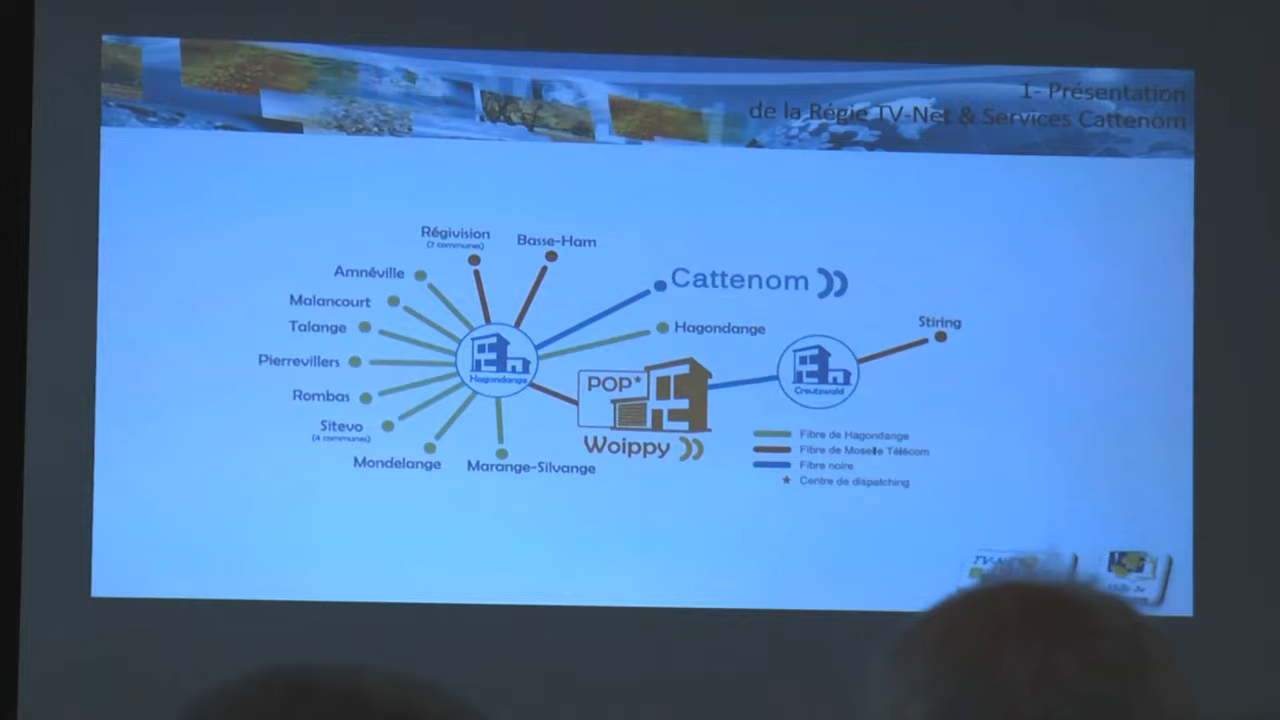 1- Présentation
de la Régie TV-Net & Services Cattenom
Régivision
(7 communes)
Basse-Ham
Amnéville
Cattenom
Malancourt
Talange
Hagondange
Stiring
Pierrevillers
Hagondange
POP*
Creutzwald
Rombas
Sitevo
(4 communes)
Woippy
Mondelange
Marange-Silvange
Fibre de Hagondange
Fibre de Moselle Télécom
Fibre noire
* Centre de dispatching